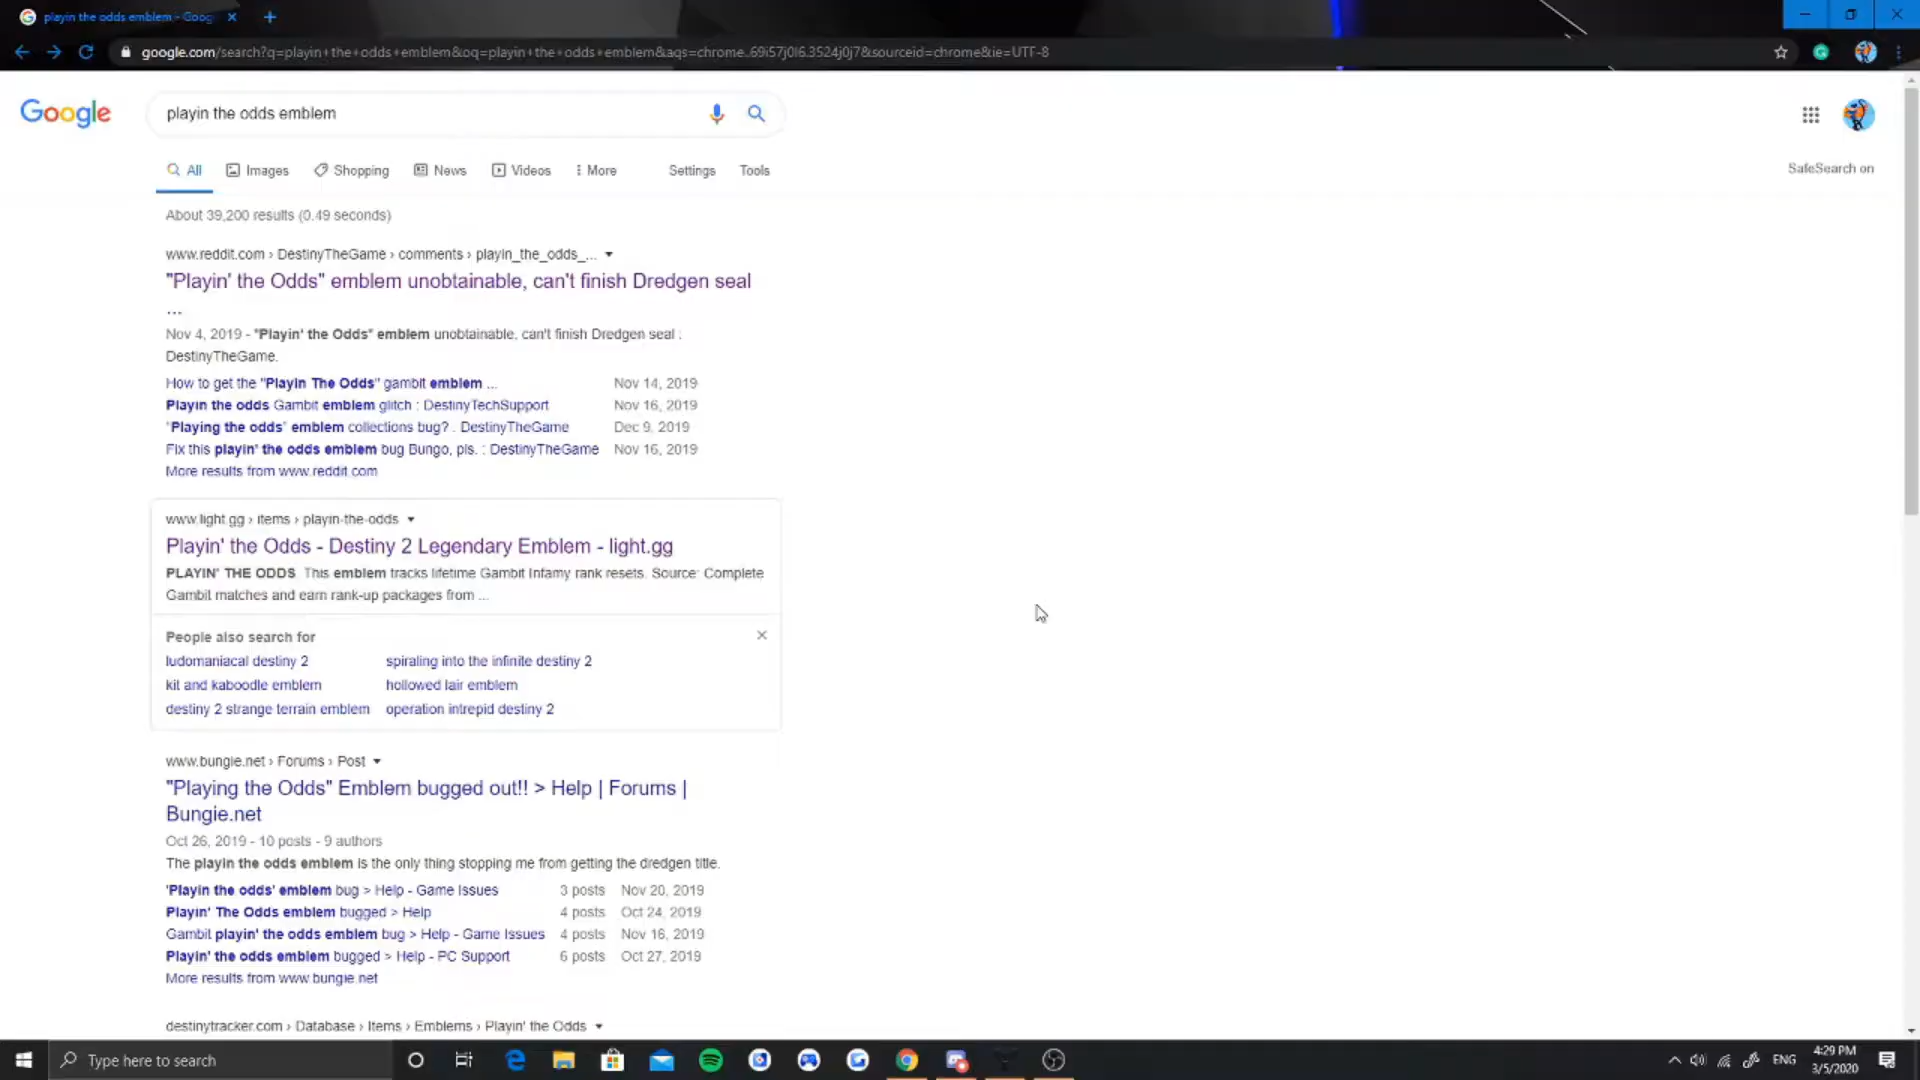 playin the odds emblem - Goog
google.com/search?q=playin+the+odds+emblem&oq=playin+the+odds+emblem&aqs=chrome..69i57j0l6.3524j0j7&sourceid=chrome&ie=UTF-8
Google
playin the odds emblem
All Images Shopping News Videos More Settings Tools
SafeSearch on
About 39,200 results (0.49 seconds)
www.reddit.com › DestinyTheGame › comments › playin_the_odds_...
"Playin' the Odds" emblem unobtainable, can't finish Dredgen seal
...
Nov 4, 2019 - "Playin' the Odds" emblem unobtainable, can't finish Dredgen seal :
DestinyTheGame.
How to get the "Playin The Odds" gambit emblem ... Nov 14, 2019
Playin the odds Gambit emblem glitch : DestinyTechSupport Nov 16, 2019
"Playing the odds" emblem collections bug? : DestinyTheGame Dec 9, 2019
Fix this playin' the odds emblem bug Bungo, pls. : DestinyTheGame Nov 16, 2019
More results from www.reddit.com
www.light.gg › items › playin-the-odds
Playin' the Odds - Destiny 2 Legendary Emblem - light.gg
PLAYIN' THE ODDS. This emblem tracks lifetime Gambit Infamy rank resets. Source: Complete
Gambit matches and earn rank-up packages from ...
People also search for
ludomaniacal destiny 2 spiraling into the infinite destiny 2
kit and kaboodle emblem hollowed lair emblem
destiny 2 strange terrain emblem operation intrepid destiny 2
www.bungie.net › Forums › Post
"Playing the Odds" Emblem bugged out!! > Help | Forums |
Bungie.net
Oct 26, 2019 - 10 posts - 9 authors
The playin the odds emblem is the only thing stopping me from getting the dredgen title.
'Playin the odds' emblem bug > Help - Game Issues 3 posts Nov 20, 2019
Playin' The Odds emblem bugged > Help 4 posts Oct 24, 2019
Gambit playin' the odds emblem bug > Help - Game Issues 4 posts Nov 16, 2019
Playin' the odds emblem bugged > Help - PC Support 6 posts Oct 27, 2019
More results from www.bungie.net
destinytracker.com › Database › Items › Emblems › Playin' the Odds
Type here to search
ENG
4:29 PM
3/5/2020